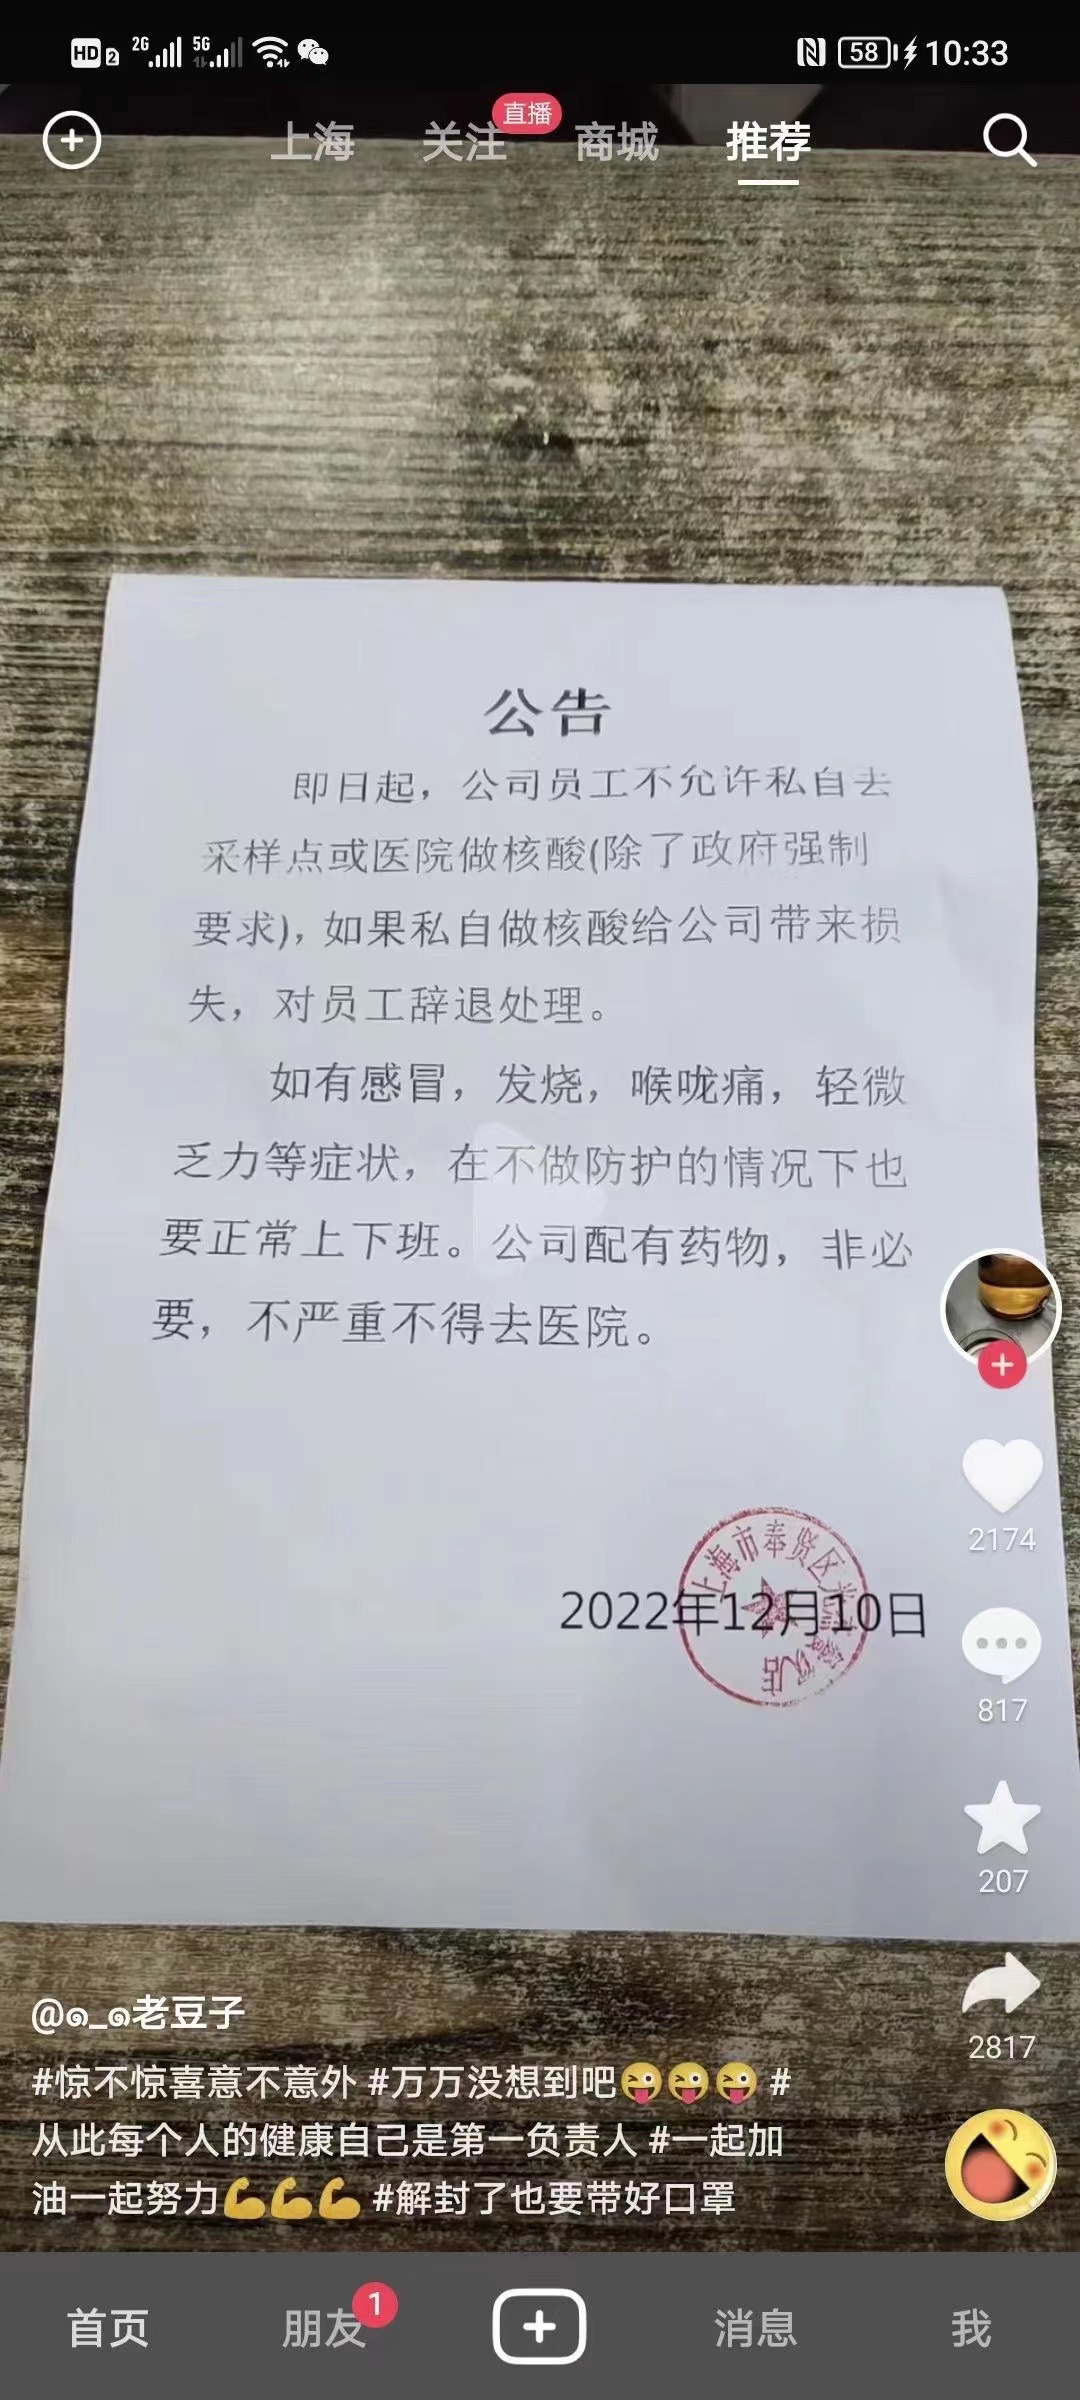 HD 2 2G 5G 58 10:33
上海 关注 直播 商城 推荐
公告
即日起，公司员工不允许私自去
采样点或医院做核酸(除了政府强制
要求)，如果私自做核酸给公司带来损
失，对员工辞退处理。
如有感冒，发烧，喉咙痛，轻微
乏力等症状，在不做防护的情况下也
要正常上下班。公司配有药物，非必
要，不严重不得去医院。
上海市奉贤区
店
2022年12月10日
2174
817
207
2817
@๑_๑老豆子
#惊不惊喜意不意外 #万万没想到吧😜😜😜 #
从此每个人的健康自己是第一负责人 #一起加
油一起努力💪💪💪 #解封了也要带好口罩
首页 朋友 1 消息 我